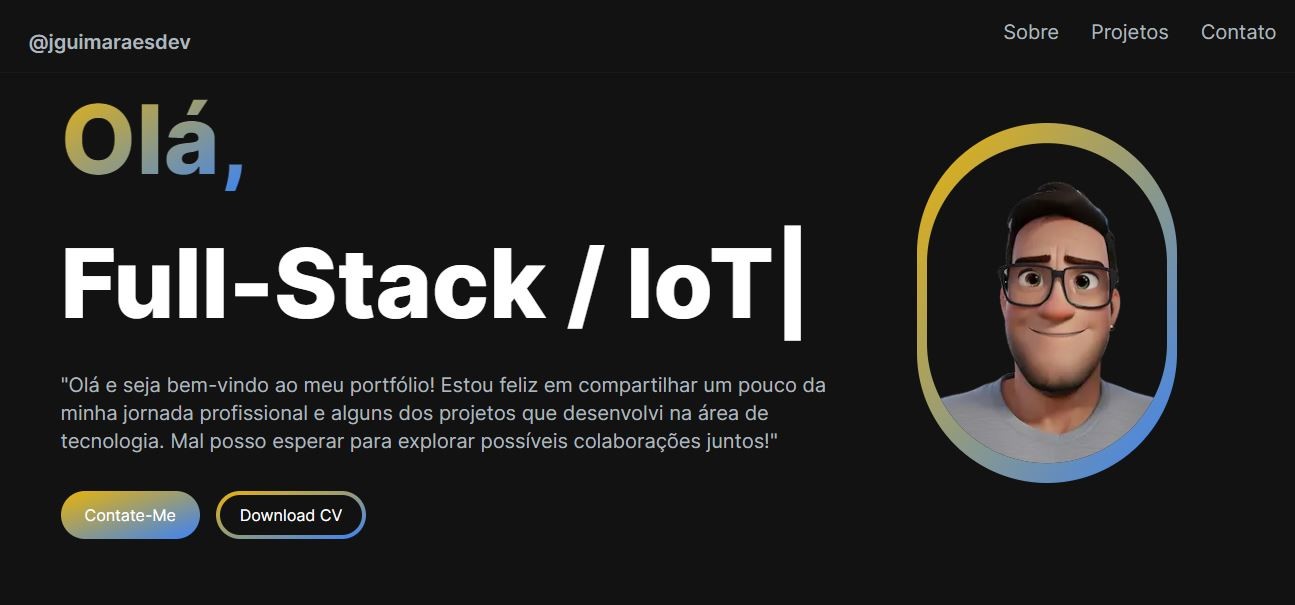 @jguimaraesdev
Sobre Projetos Contato
Olá,
Full-Stack / IoT|
"Olá e seja bem-vindo ao meu portfólio! Estou feliz em compartilhar um pouco da
minha jornada profissional e alguns dos projetos que desenvolvi na área de
tecnologia. Mal posso esperar para explorar possíveis colaborações juntos!"
Contate-Me
Download CV